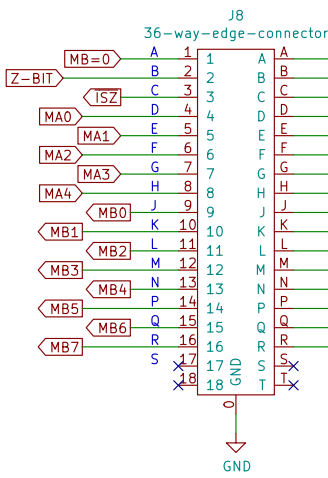 J8
36-way-edge-connector
MB=0 A 1 1 A A
Z-BIT B 2 2 B B
ISZ C 3 3 C C
MA0 D 4 4 D D
MA1 E 5 5 E E
MA2 F 6 6 F F
MA3 G 7 7 G G
MA4 H 8 8 H H
MB0 J 9 9 J J
MB1 K 10 10 K K
MB2 L 11 11 L L
MB3 M 12 12 M M
MB4 N 13 13 N N
MB5 P 14 14 P P
MB6 Q 15 15 Q Q
MB7 R 16 16 R R
S 17 17 S S
18 18 T T
GND
0
GND